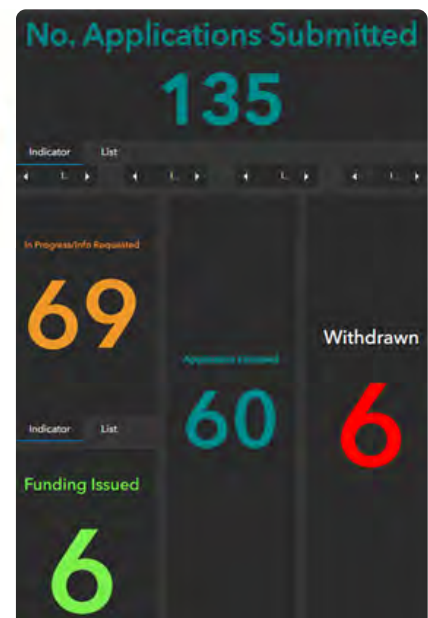 No. Applications Submitted
135
Indicator List
In Progress/Info Requested
69
60
Withdrawn
6
Indicator List
Funding Issued
6